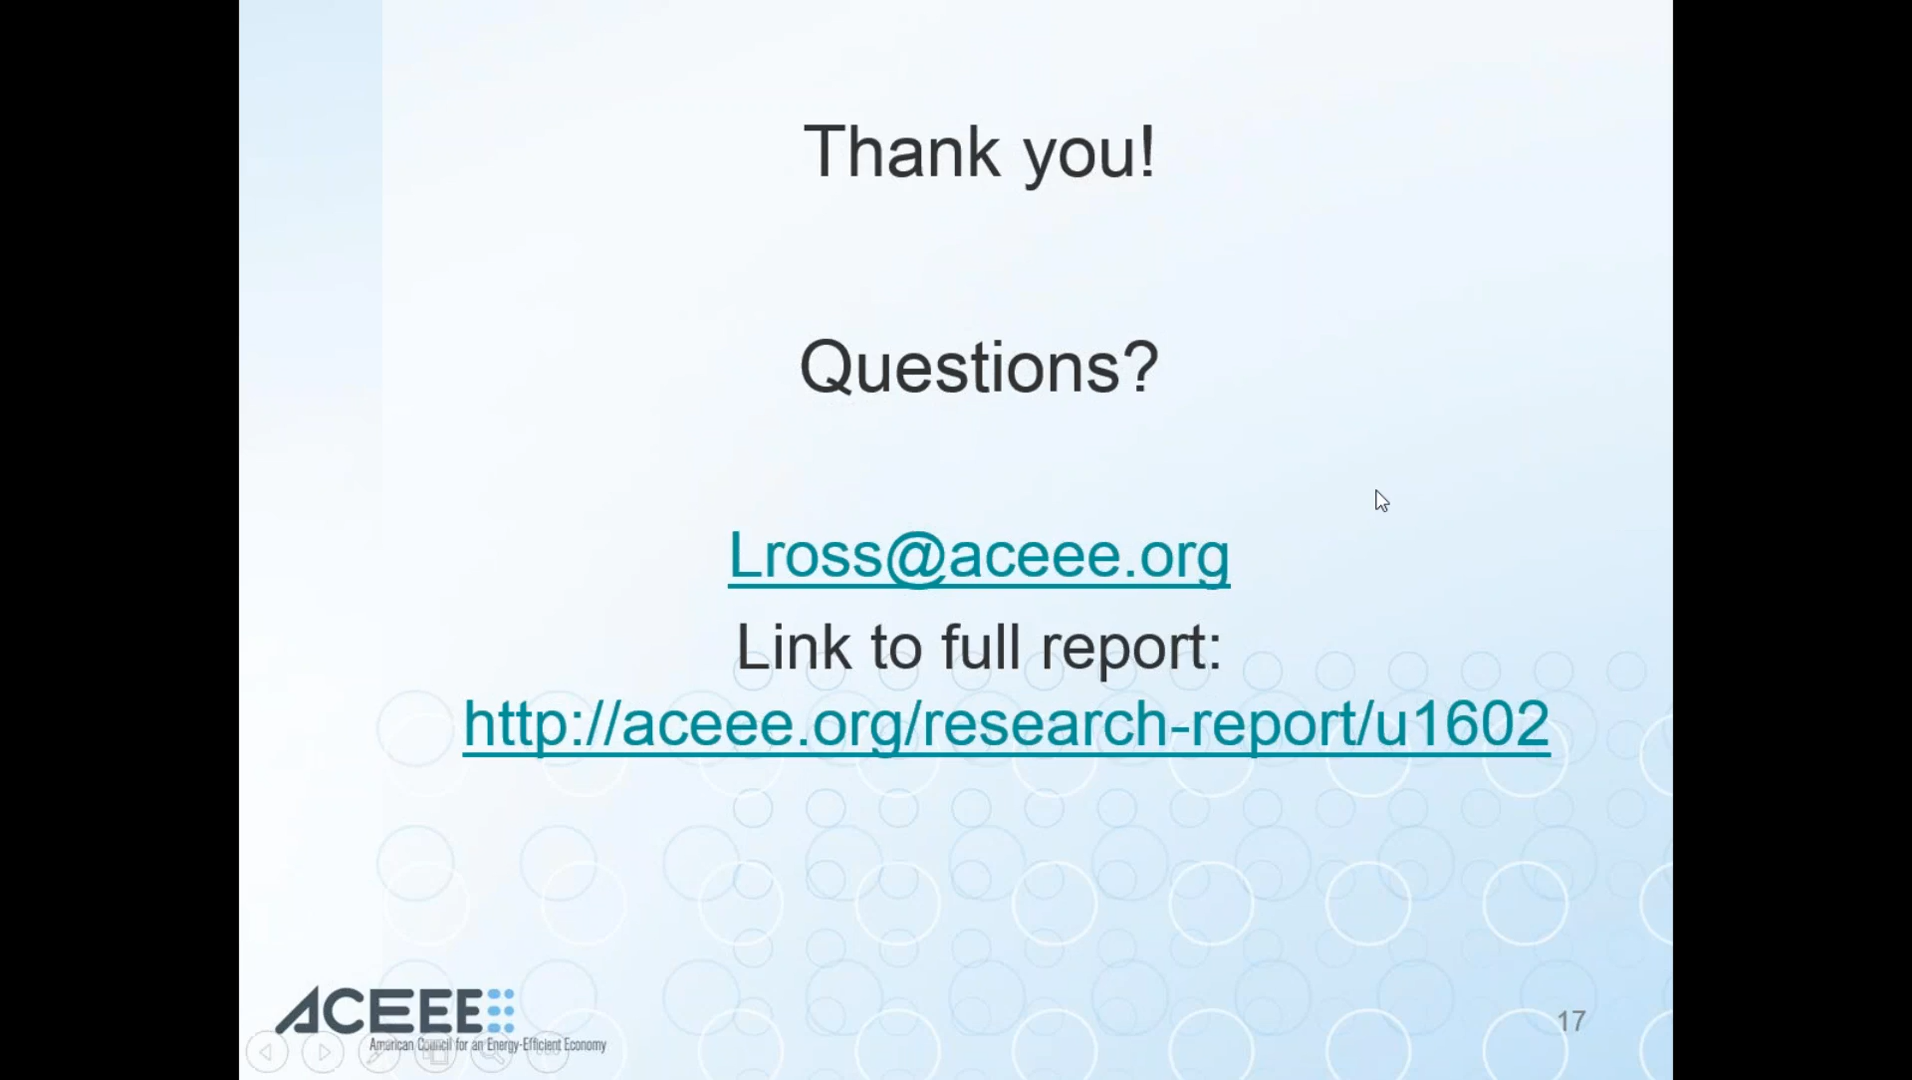 Thank you!
Questions?
Lross@aceee.org
Link to full report:
http://aceee.org/research-report/u1602
ACEEE
American Council for an Energy-Efficient Economy
17